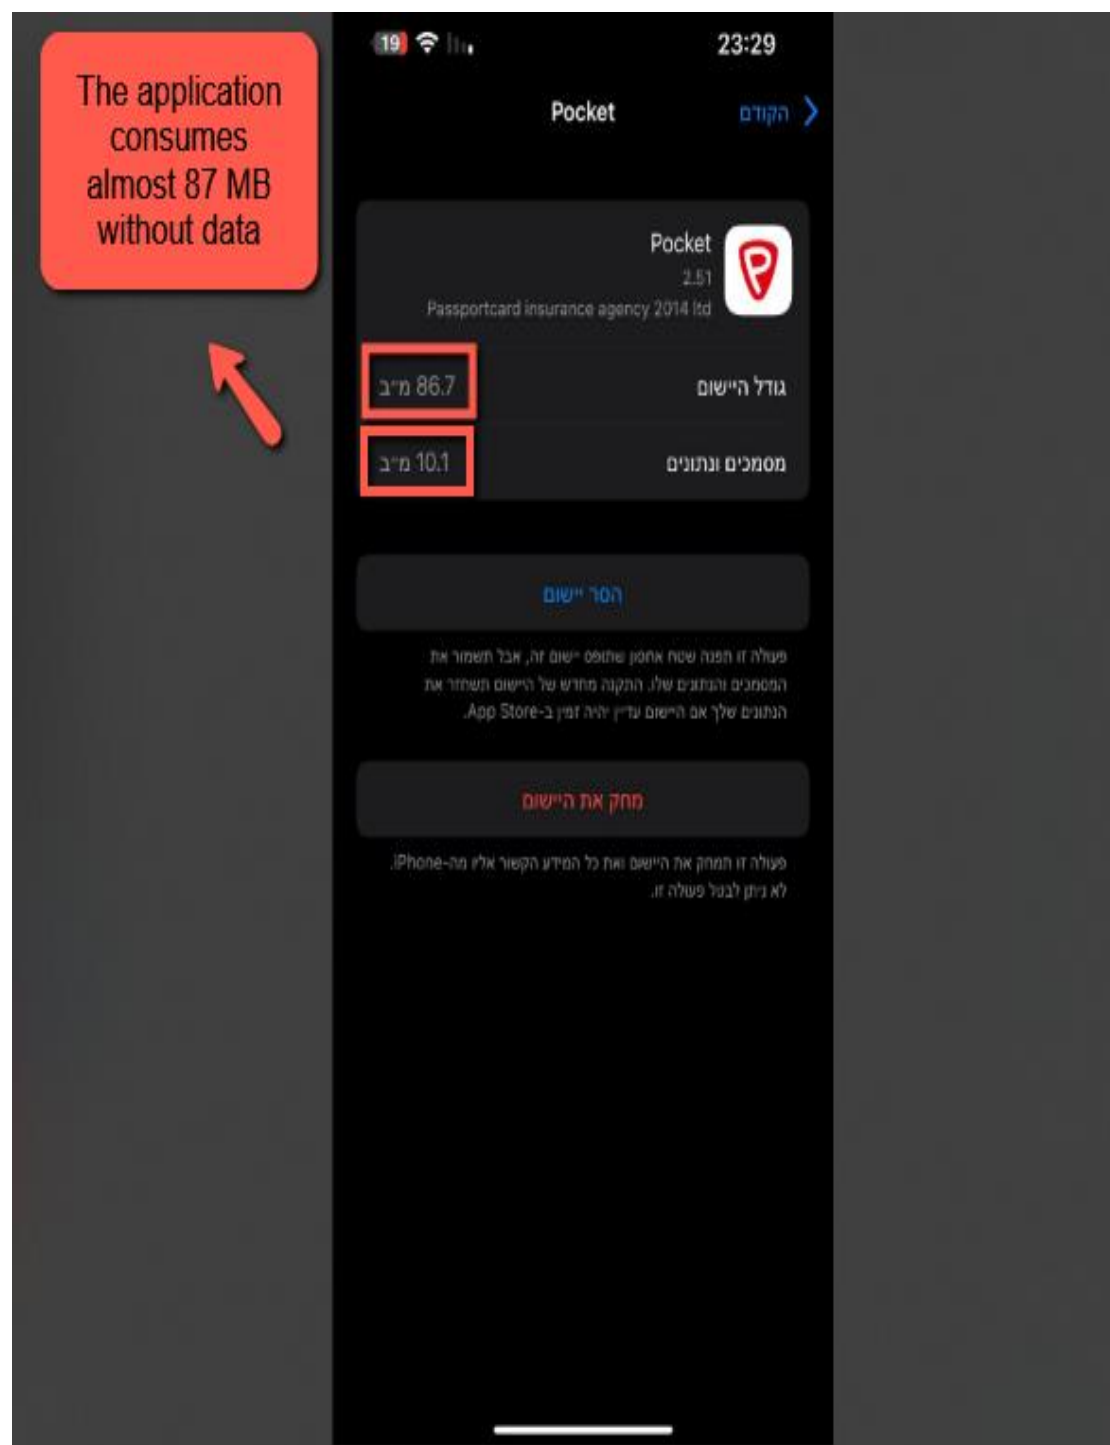 The application
consumes
almost 87 MB
without data
19
23:29
Pocket
הקודם
Pocket
2.51
Passportcard insurance agency 2014 ltd
גודל היישום
86.7 מ״ב
מסמכים ונתונים
10.1 מ״ב
הסר יישום
פעולה זו תפנה שטח אחסון שתופס יישום זה, אבל תשמור את
המסמכים והנתונים שלו. התקנה מחדש של היישום תשחזר את
הנתונים שלך אם היישום עדיין יהיה זמין ב-App Store.
מחק את היישום
פעולה זו תמחק את היישום ואת כל המידע הקשור אליו מה-iPhone.
לא ניתן לבטל פעולה זו.